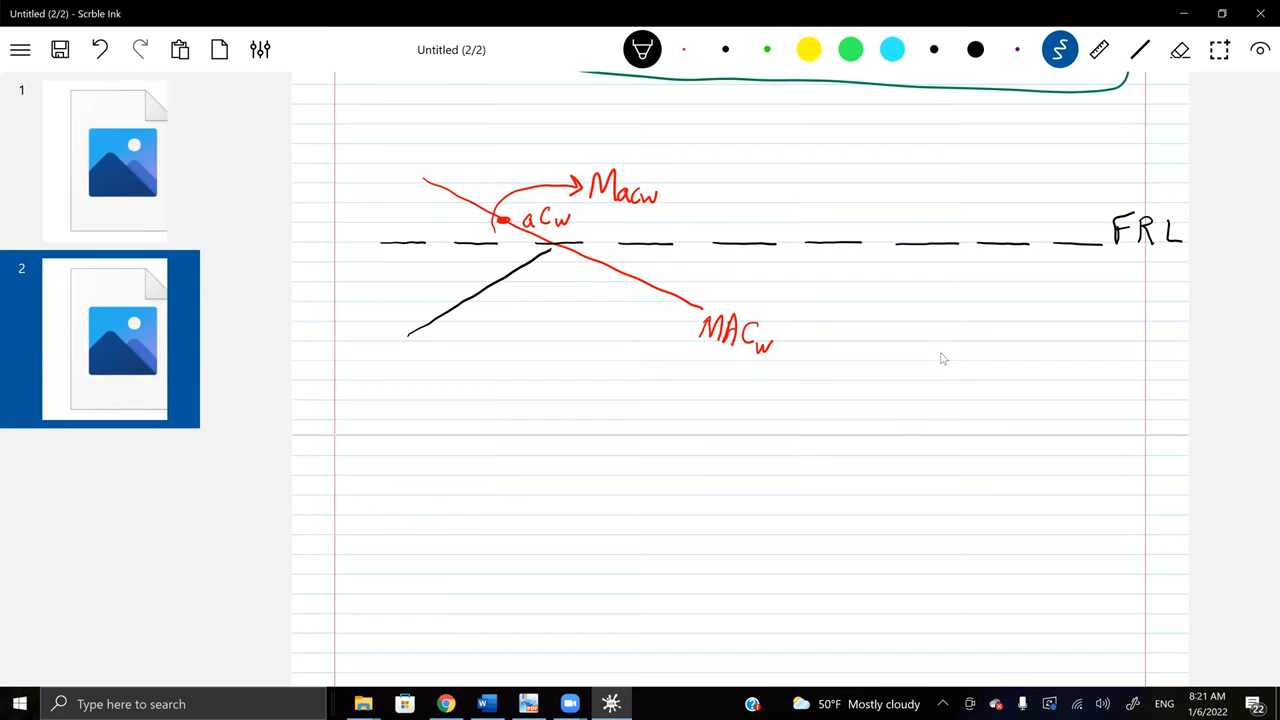 Untitled (2/2) - Scrble Ink
Untitled (2/2)
1
2
Macw
acw
FRL
MACw
Type here to search
50°F Mostly cloudy
ENG
8:21 AM
1/6/2022
22